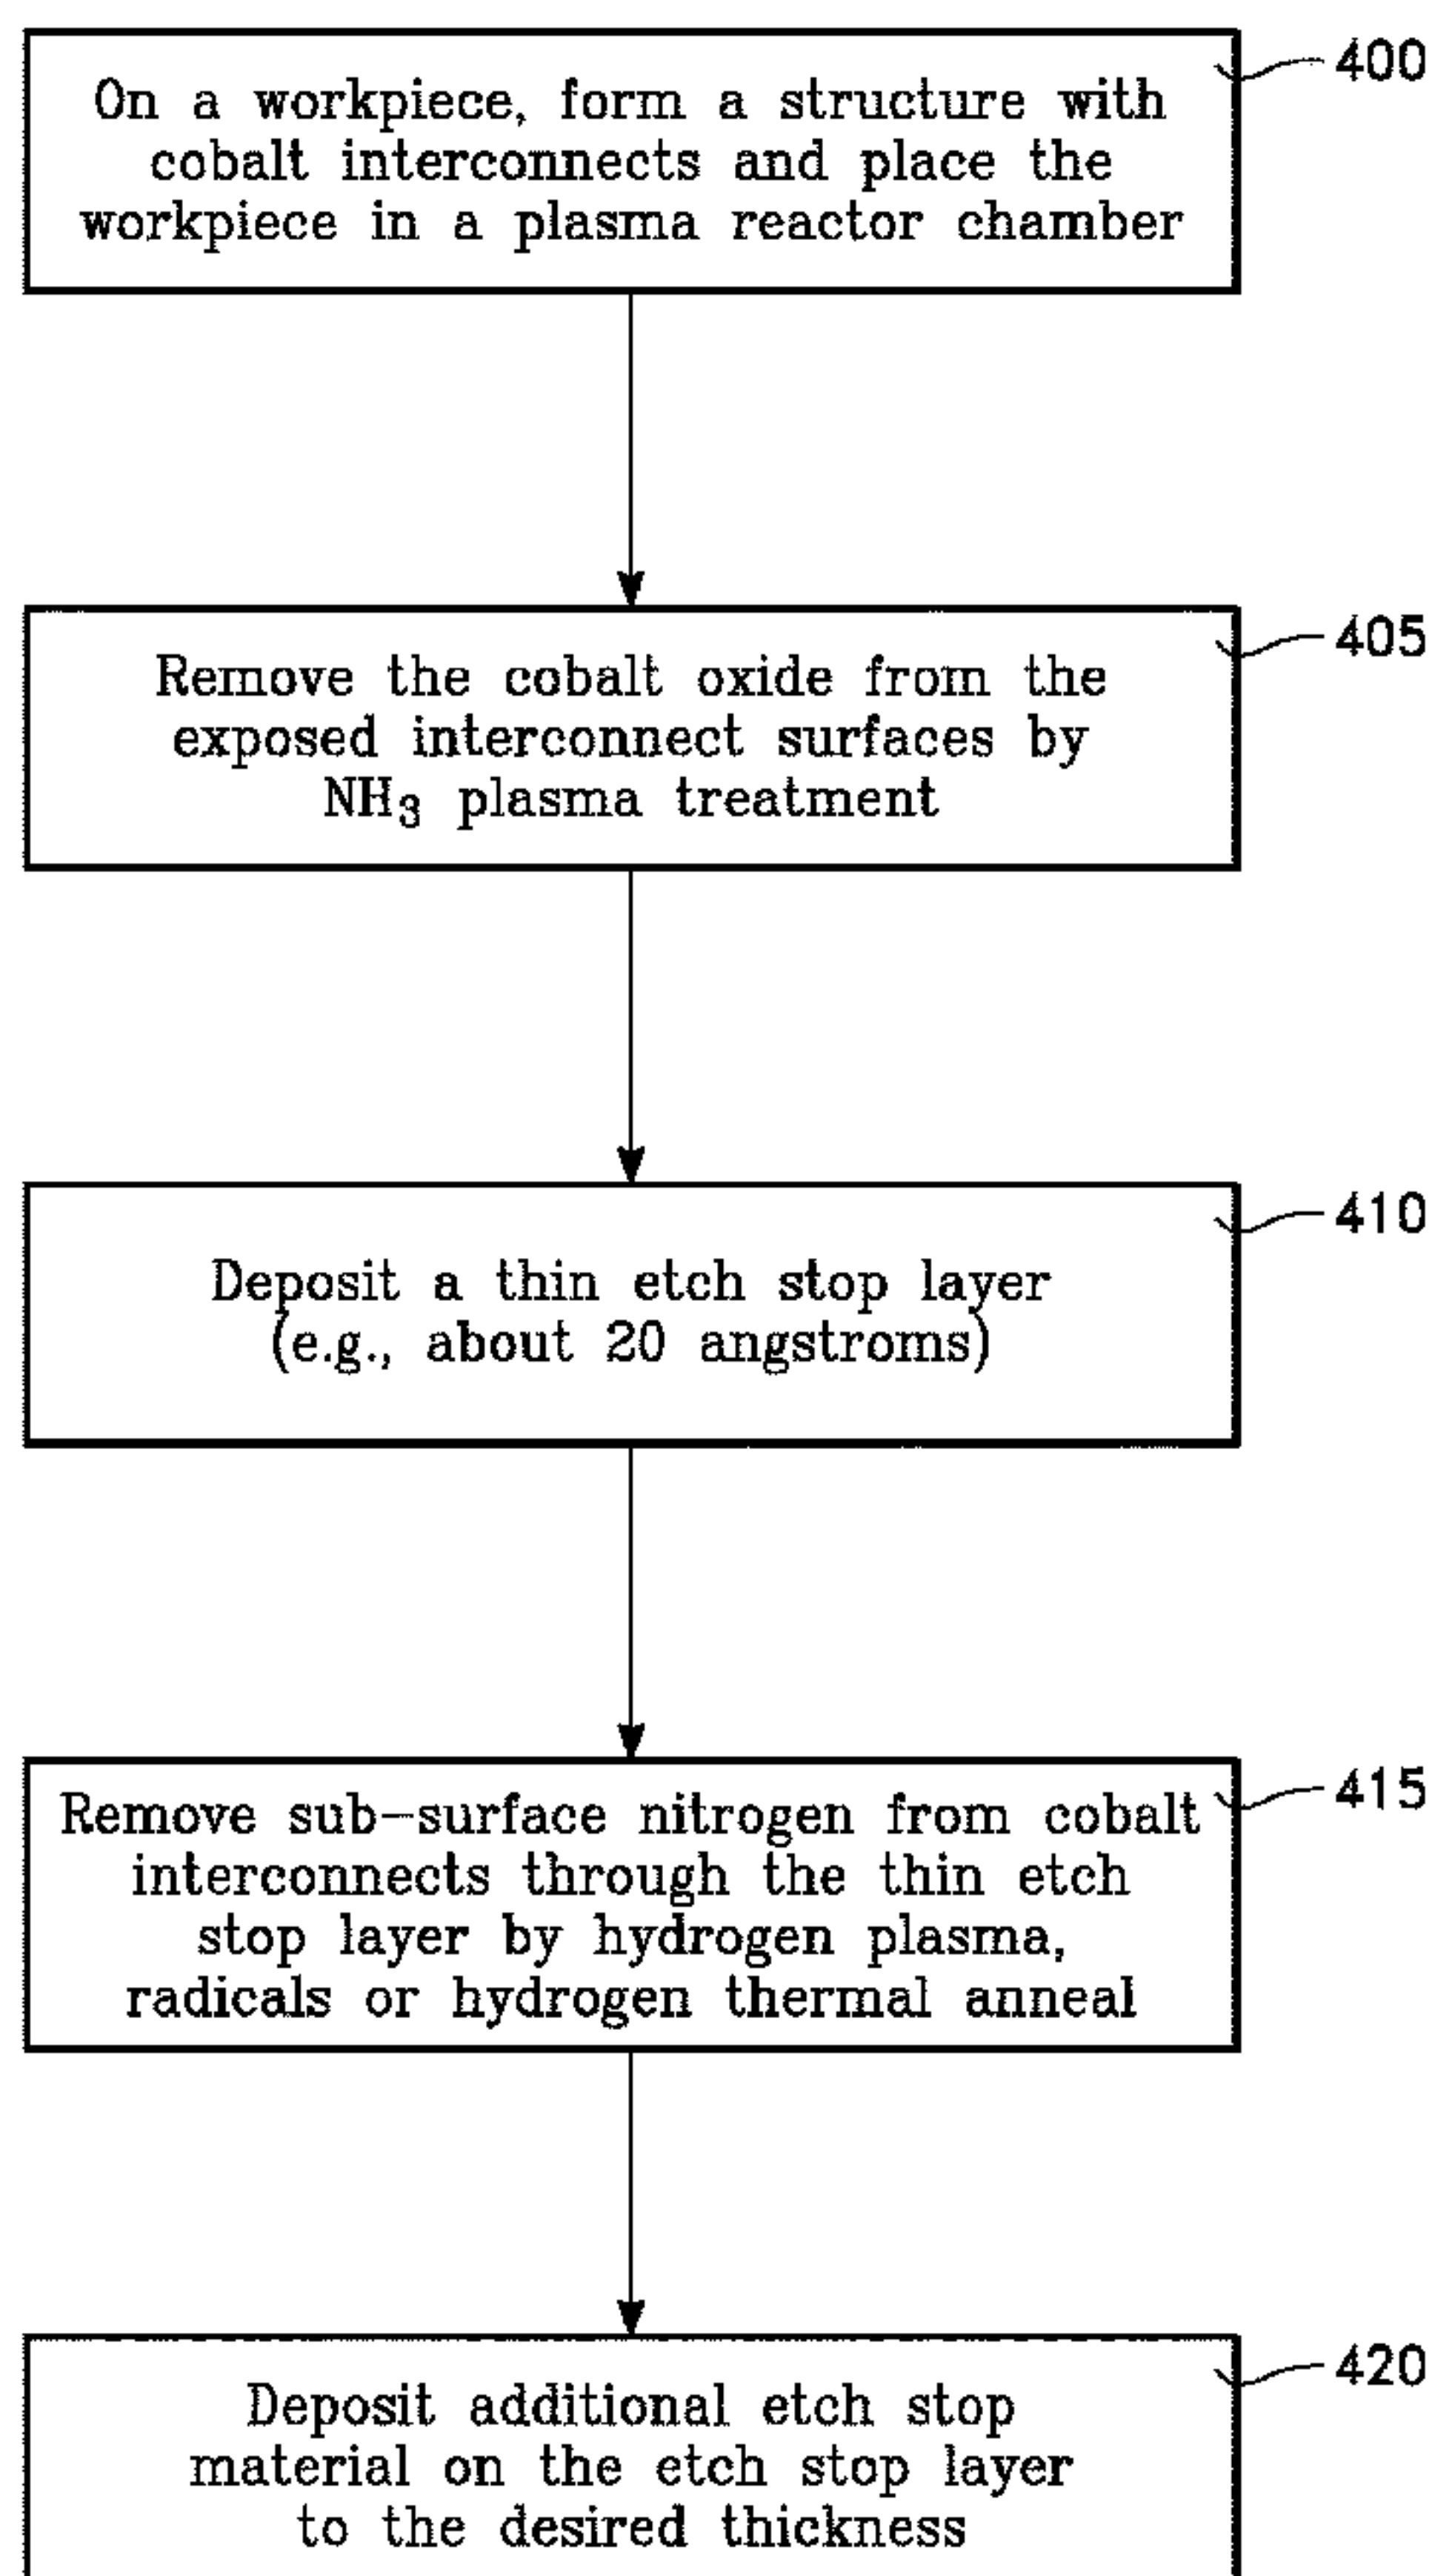 On a workpiece, form a structure with
cobalt interconnects and place the
workpiece in a plasma reactor chamber
400
Remove the cobalt oxide from the
exposed interconnect surfaces by
NH₃ plasma treatment
405
Deposit a thin etch stop layer
(e.g., about 20 angstroms)
410
Remove sub-surface nitrogen from cobalt
interconnects through the thin etch
stop layer by hydrogen plasma,
radicals or hydrogen thermal anneal
415
Deposit additional etch stop
material on the etch stop layer
to the desired thickness
420